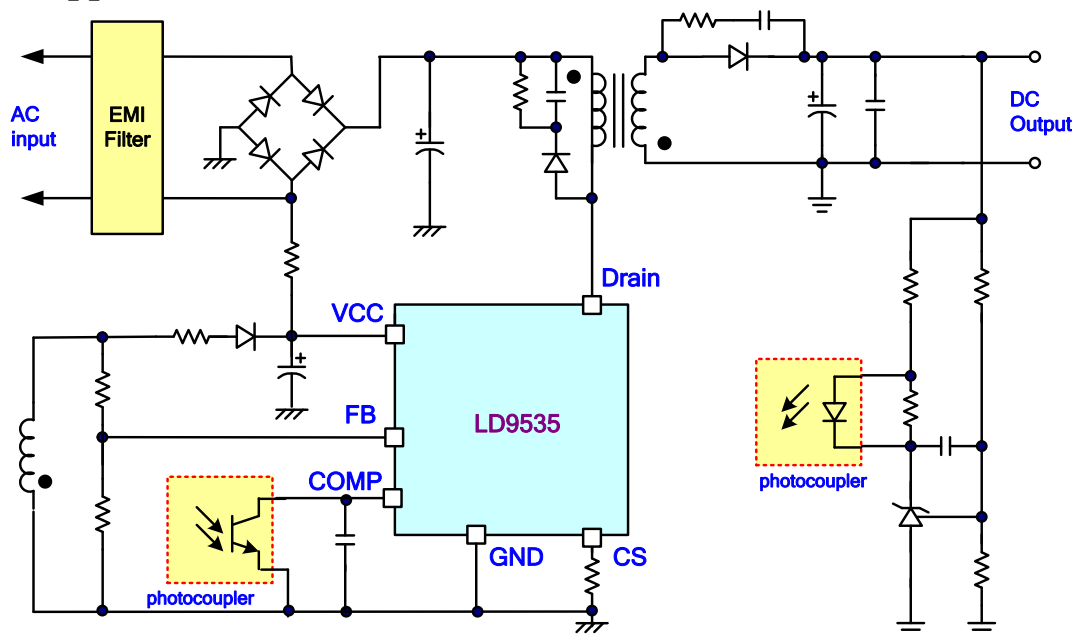 AC
input
EMI
Filter
DC
Output
Drain
VCC
FB
LD9535
COMP
photocoupler
GND
CS
photocoupler